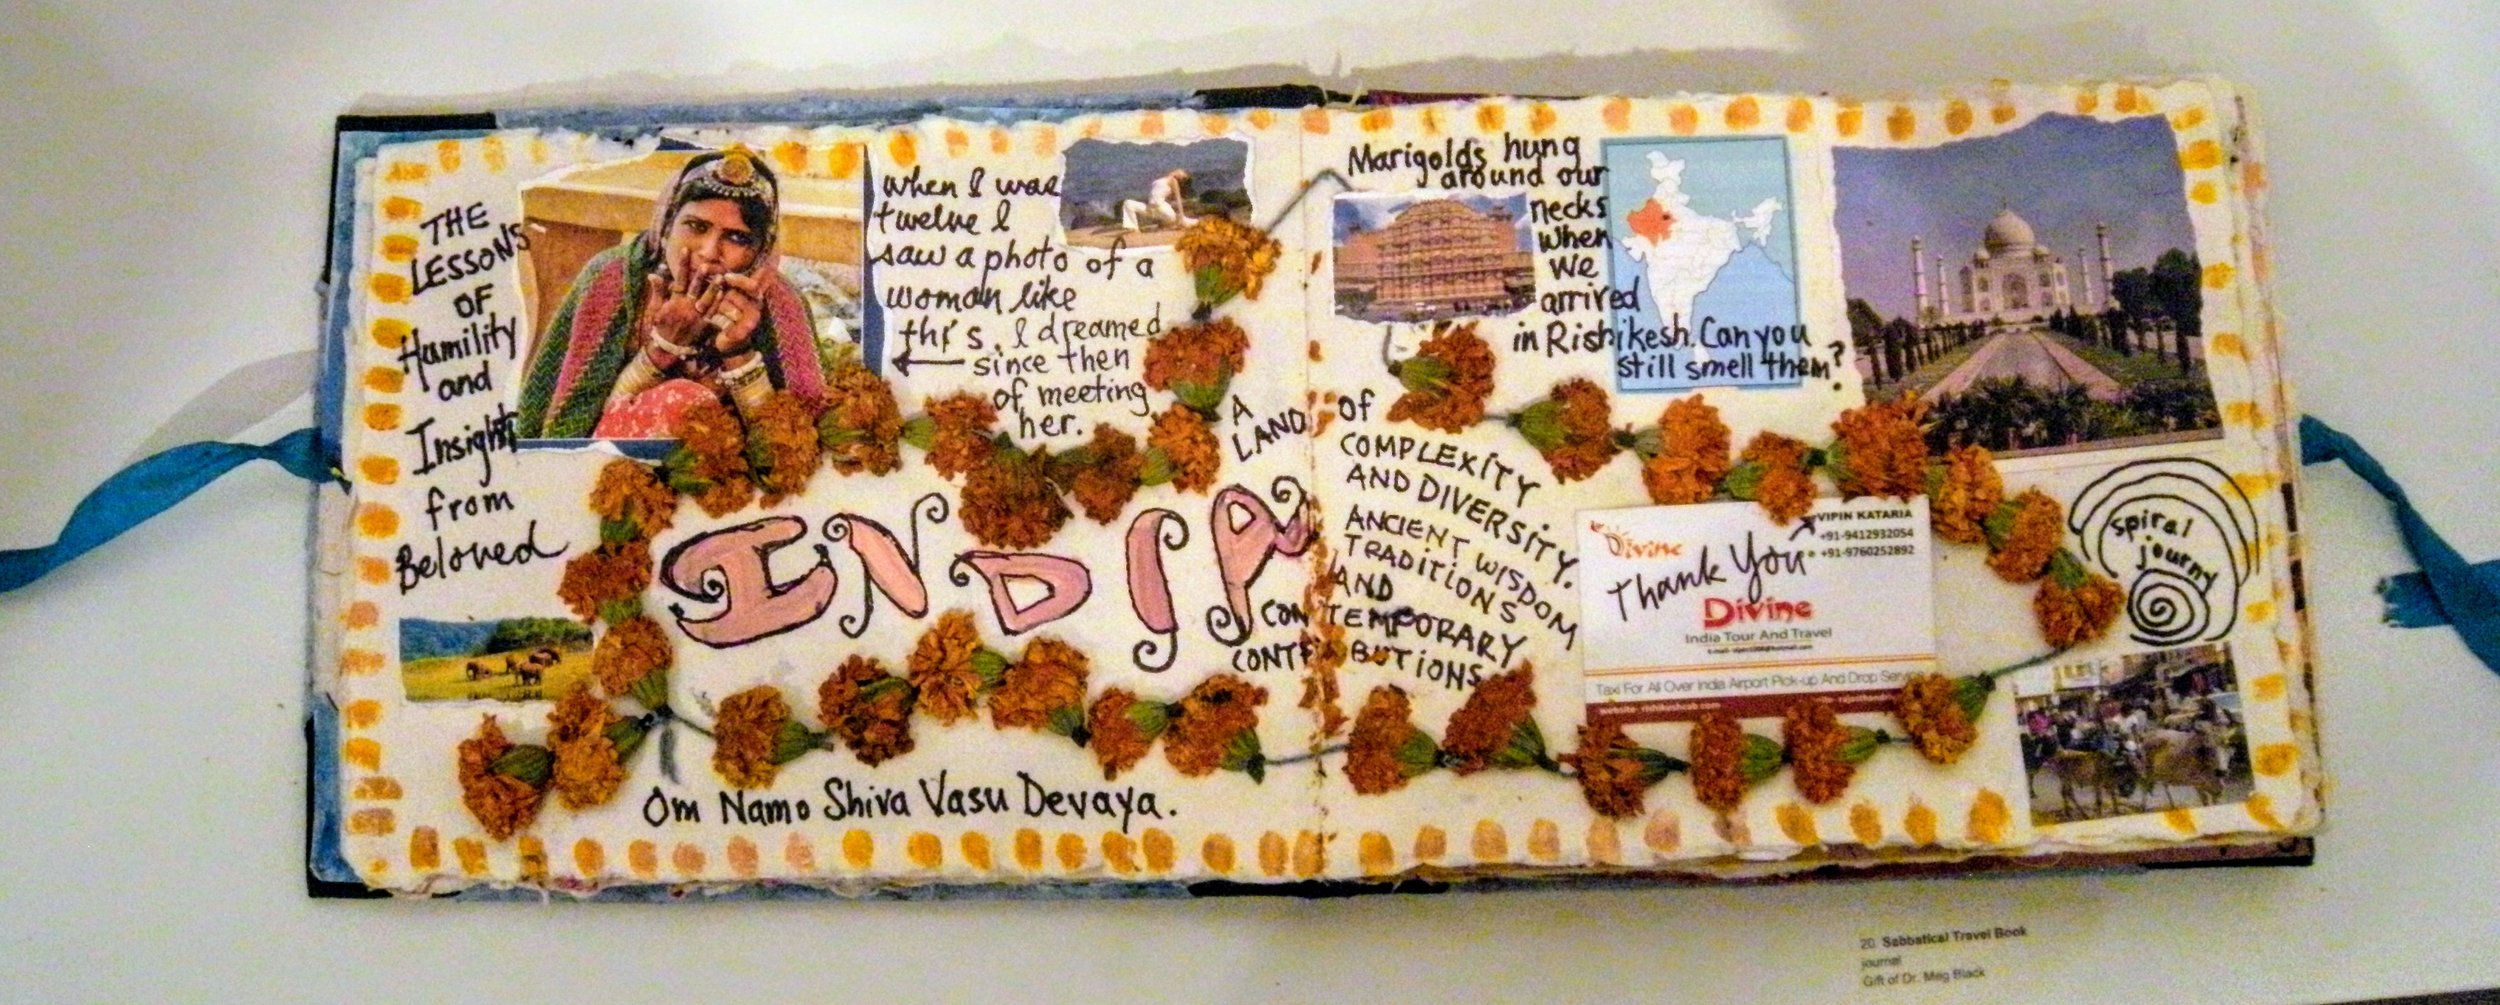 THE
LESSONS
OF
Humility
and
Insight
from
Beloved
When I was
twelve I
saw a photo of a
woman like
this. I dreamed
since then
of meeting
her.
INDIA
Om Namo Shiva Vasu Devaya.
Marigolds hung
around our
necks
when
we
arrived
in Rishikesh. Can you
still smell them?
A
LAND OF
COMPLEXITY
AND DIVERSITY.
ANCIENT WISDOM
TRADITIONS
AND
CONTEMPORARY
CONTRIBUTIONS
Divine
VIPIN KATARIA
+91-9412932054
+91-9760252892
Thank You
Divine
India Tour And Travel
Taxi For All Over India Airport Pick-up And Drop Service
spiral
journy
20. Sabbatical Travel Book
journal
Gift of Dr. Meg Black